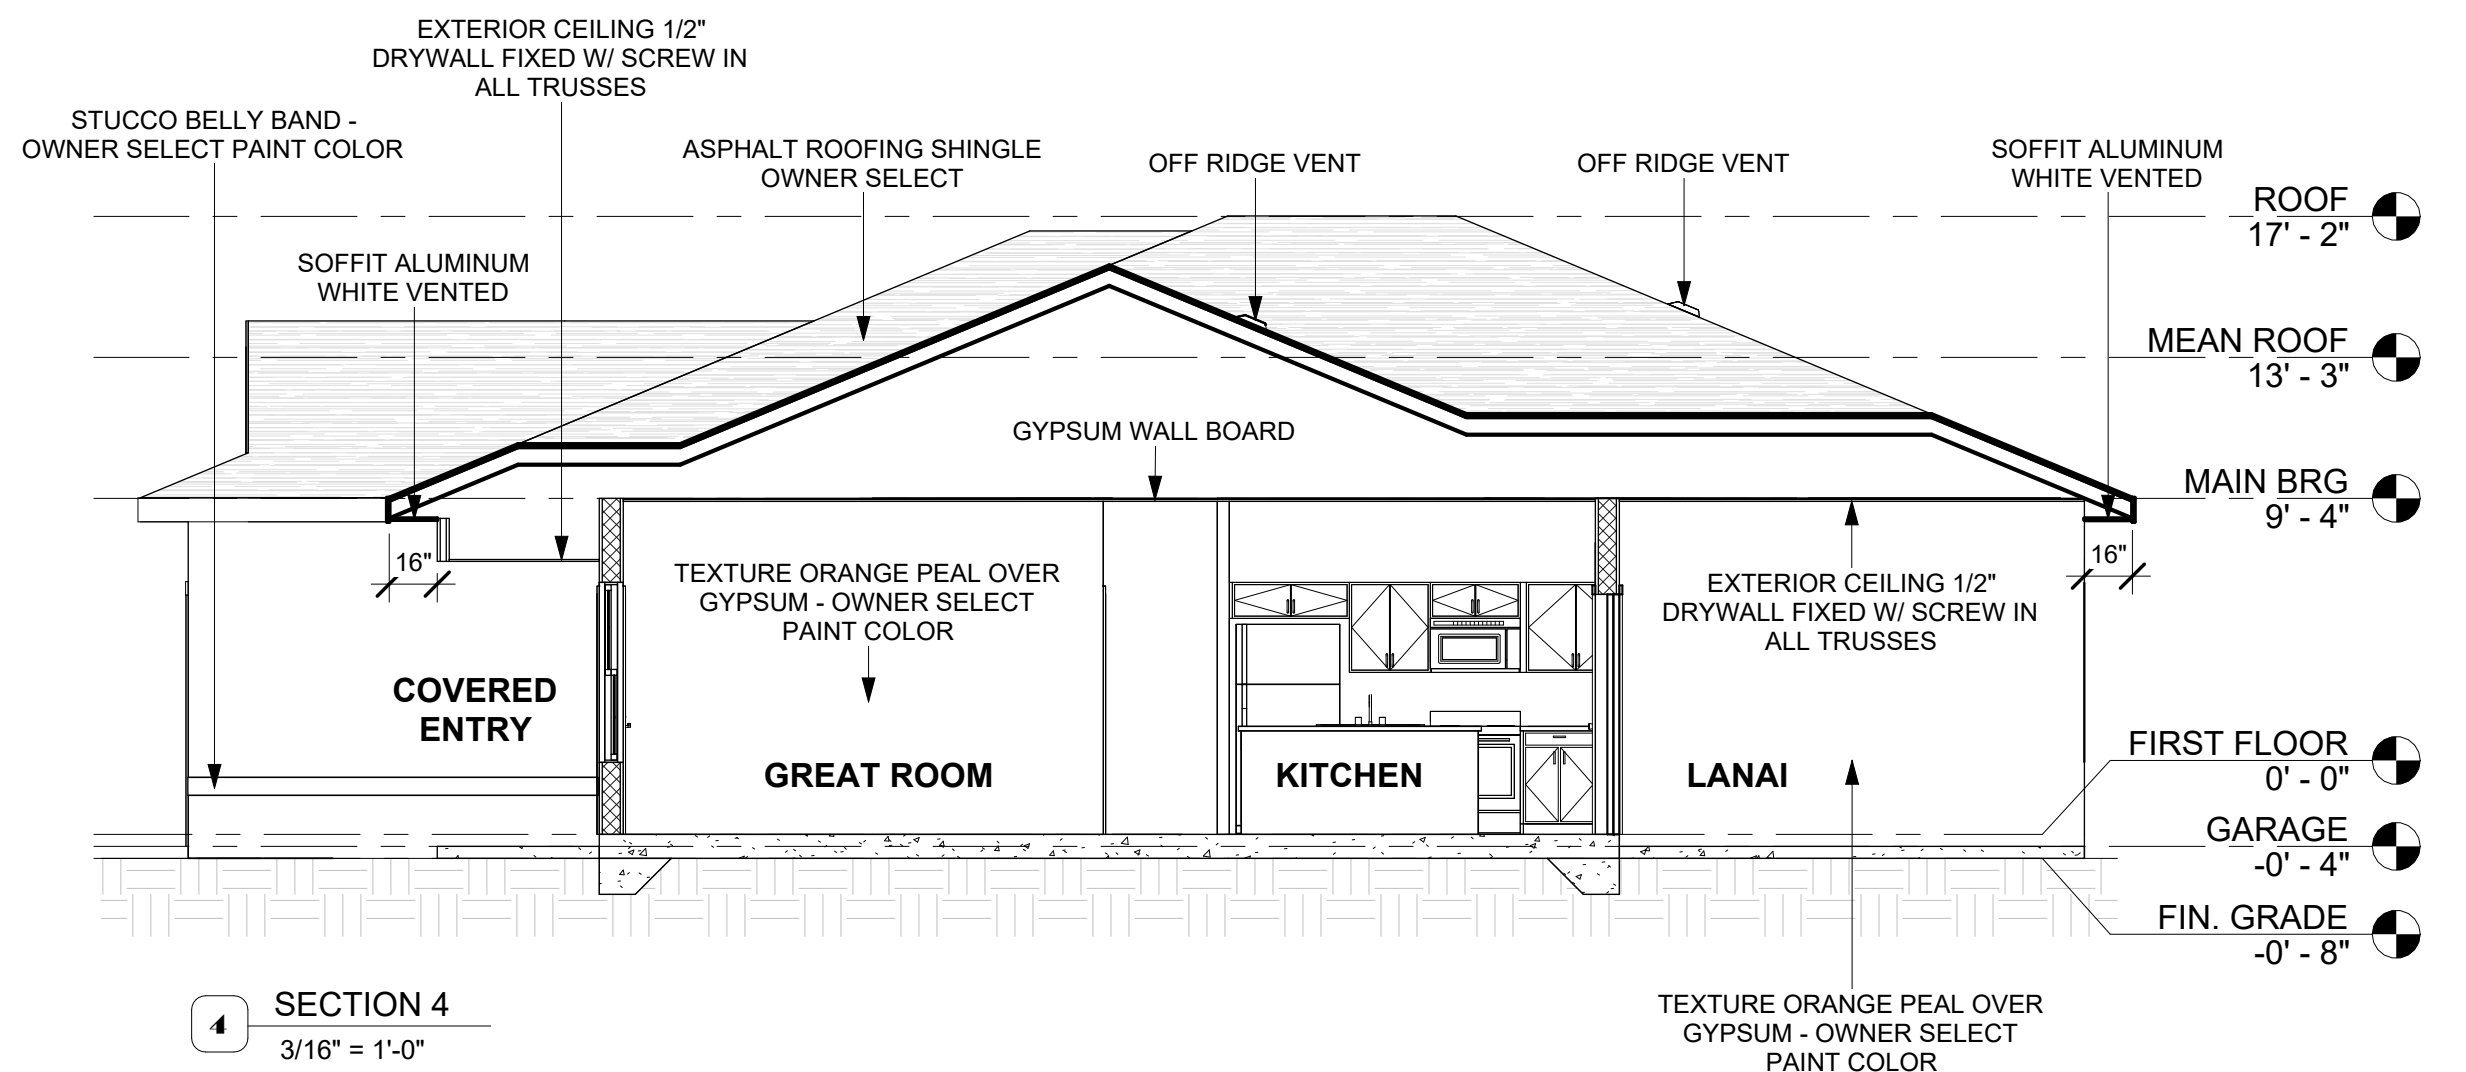 EXTERIOR CEILING 1/2"
DRYWALL FIXED W/ SCREW IN
ALL TRUSSES
STUCCO BELLY BAND -
OWNER SELECT PAINT COLOR
ASPHALT ROOFING SHINGLE
OWNER SELECT
OFF RIDGE VENT
OFF RIDGE VENT
SOFFIT ALUMINUM
WHITE VENTED
ROOF
17' - 2"
SOFFIT ALUMINUM
WHITE VENTED
MEAN ROOF
13' - 3"
GYPSUM WALL BOARD
MAIN BRG
9' - 4"
16"
16"
TEXTURE ORANGE PEAL OVER
GYPSUM - OWNER SELECT
PAINT COLOR
EXTERIOR CEILING 1/2"
DRYWALL FIXED W/ SCREW IN
ALL TRUSSES
COVERED
ENTRY
GREAT ROOM
KITCHEN
LANAI
FIRST FLOOR
0' - 0"
GARAGE
-0' - 4"
FIN. GRADE
-0' - 8"
4
SECTION 4
3/16" = 1'-0"
TEXTURE ORANGE PEAL OVER
GYPSUM - OWNER SELECT
PAINT COLOR